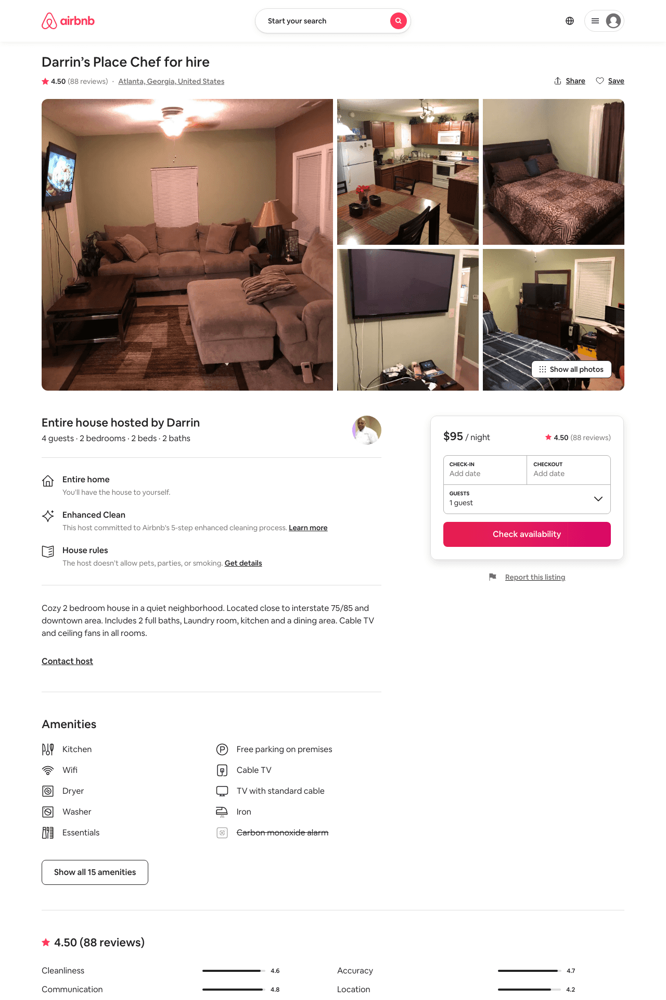 airbnb
Start your search
Darrin’s Place Chef for hire
4.50 (88 reviews) · Atlanta, Georgia, United States
Share
Save
Show all photos
Entire house hosted by Darrin
4 guests · 2 bedrooms · 2 beds · 2 baths
Entire home
You’ll have the house to yourself.
Enhanced Clean
This host committed to Airbnb's 5-step enhanced cleaning process. Learn more
House rules
The host doesn’t allow pets, parties, or smoking. Get details
$95 / night
4.50 (88 reviews)
CHECK-IN
Add date
CHECKOUT
Add date
GUESTS
1 guest
Check availability
Report this listing
Cozy 2 bedroom house in a quiet neighborhood. Located close to interstate 75/85 and
downtown area. Includes 2 full baths, Laundry room, kitchen and a dining area. Cable TV
and ceiling fans in all rooms.
Contact host
Amenities
Kitchen
Free parking on premises
Wifi
Cable TV
Dryer
TV with standard cable
Washer
Iron
Essentials
Carbon monoxide alarm
Show all 15 amenities
4.50 (88 reviews)
Cleanliness
4.6
Accuracy
4.7
Communication
4.8
Location
4.2